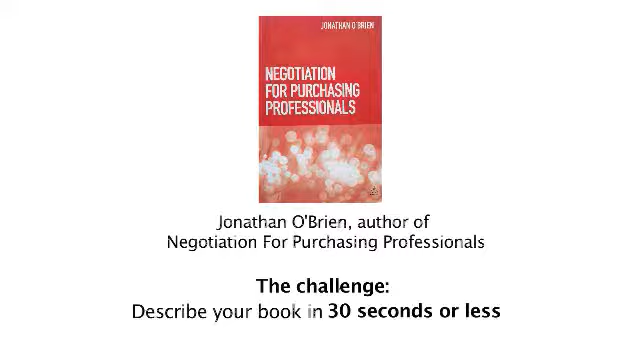 JONATHAN O'BRIEN
NEGOTIATION
FOR PURCHASING
PROFESSIONALS
Jonathan O'Brien, author of
Negotiation For Purchasing Professionals
The challenge:
Describe your book in 30 seconds or less